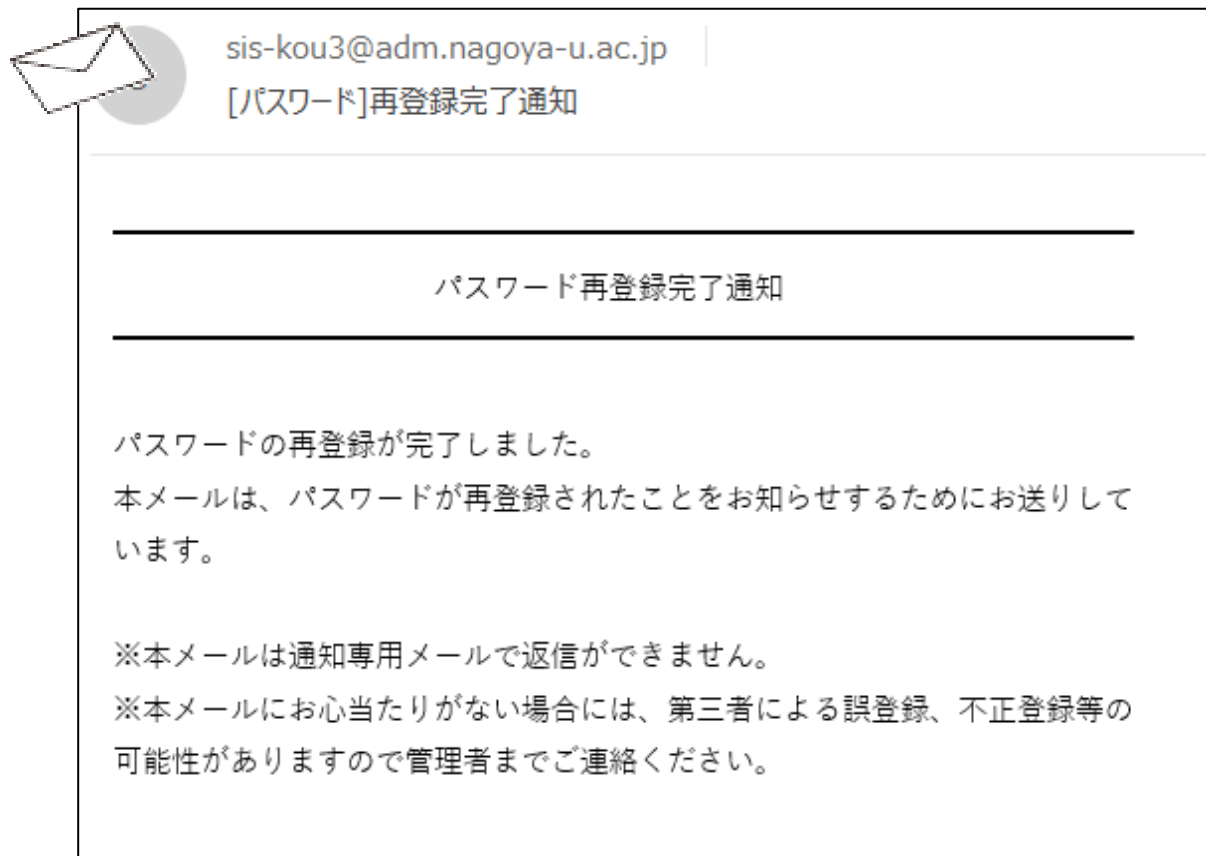 sis-kou3@adm.nagoya-u.ac.jp
[パスワード]再登録完了通知
パスワード再登録完了通知
パスワードの再登録が完了しました。
本メールは、パスワードが再登録されたことをお知らせするためにお送りして
います。
※本メールは通知専用メールで返信ができません。
※本メールにお心当たりがない場合には、第三者による誤登録、不正登録等の
可能性がありますので管理者までご連絡ください。